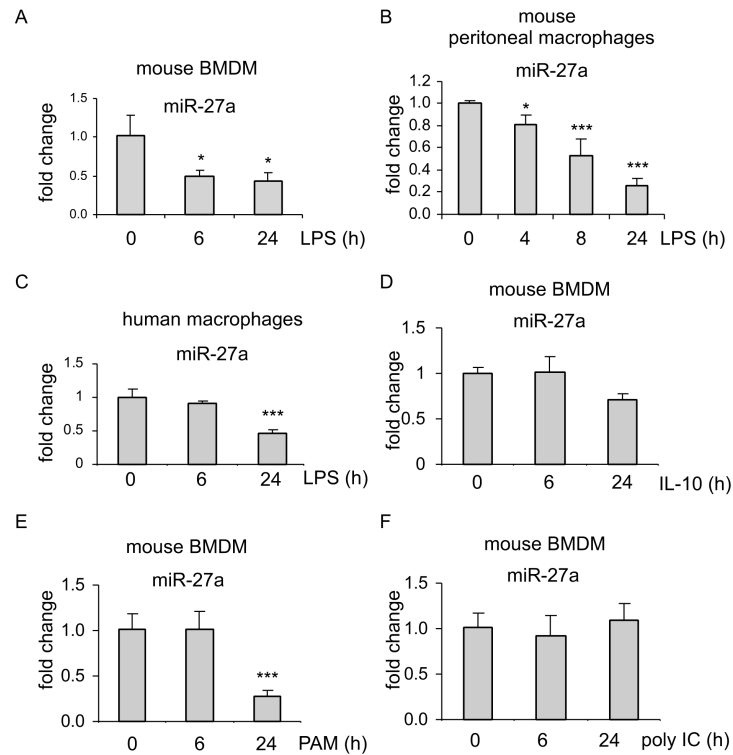 A
mouse BMDM
miR-27a
fold change
1.5
1.0
0.5
0.0
*
*
0 6 24 LPS (h)
B
mouse
peritoneal macrophages
miR-27a
fold change
1.2
1.0
0.8
0.6
0.4
0.2
0.0
*
***
***
0 4 8 24 LPS (h)
C
human macrophages
miR-27a
fold change
1.5
1
0.5
0
***
0 6 24 LPS (h)
D
mouse BMDM
miR-27a
fold change
1.5
1
0.5
0
0 6 24 IL-10 (h)
E
mouse BMDM
miR-27a
fold change
1.5
1.0
0.5
0.0
***
0 6 24 PAM (h)
F
mouse BMDM
miR-27a
fold change
1.5
1.0
0.5
0.0
0 6 24 poly IC (h)